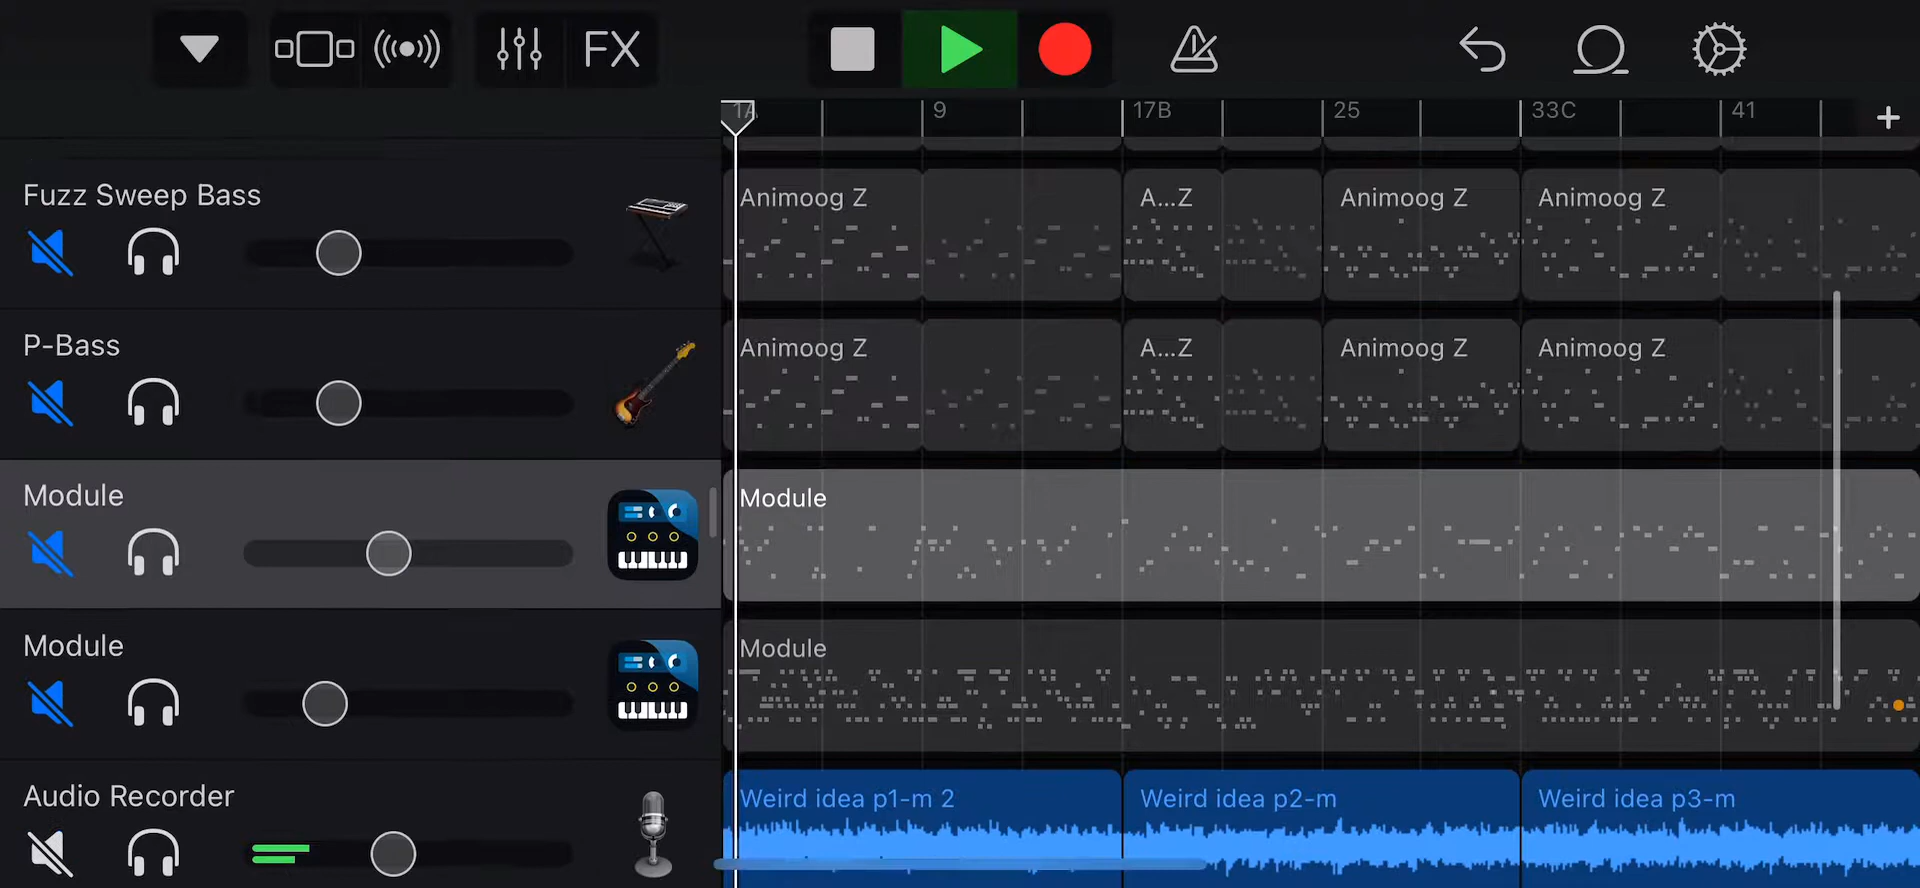 FX
1A 9 17B 25 33C 41
Fuzz Sweep Bass
Animoog Z A...Z Animoog Z Animoog Z
P-Bass
Animoog Z A...Z Animoog Z Animoog Z
Module
Module
Module
Module
Audio Recorder
Weird idea p1-m 2 Weird idea p2-m Weird idea p3-m